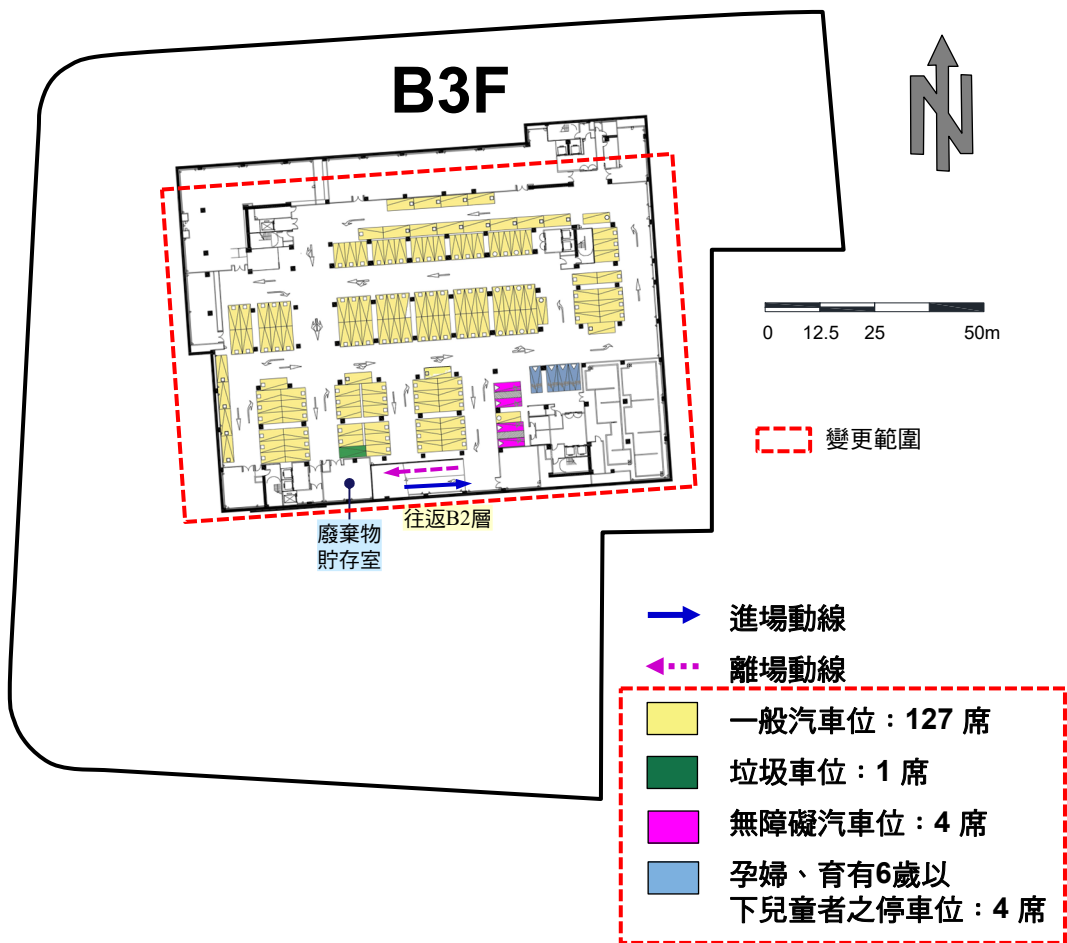 B3F
N
0 12.5 25 50m
變更範圍
往返B2層
廢棄物
貯存室
進場動線
離場動線
一般汽車位：127 席
垃圾車位：1 席
無障礙汽車位：4 席
孕婦、育有6歲以
下兒童者之停車位：4 席